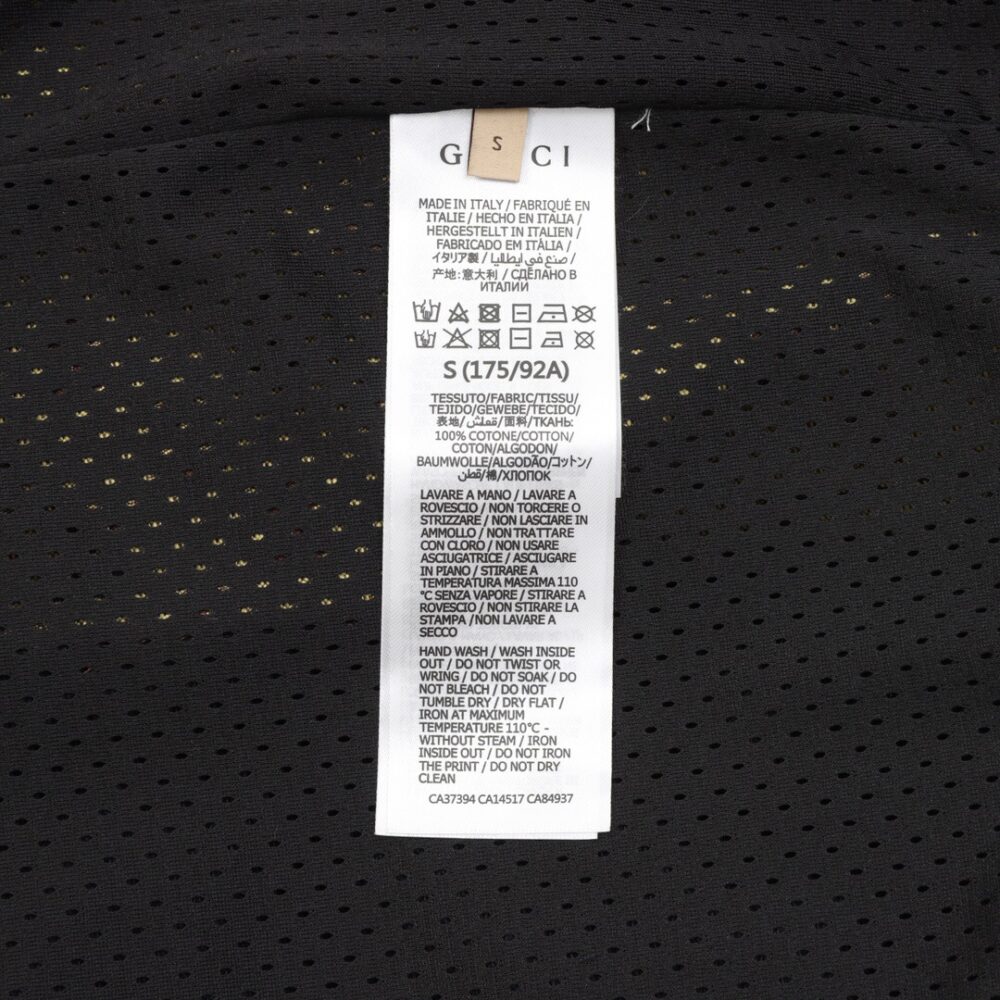 S
G CI
MADE IN ITALY / FABRIQUÉ EN
ITALIE / HECHO EN ITALIA /
HERGESTELLT IN ITALIEN /
FABRICADO EM ITÁLIA /
イタリア製 / صنع في ايطاليا /
产地:意大利 / СДЕЛАНО В
ИТАЛИИ
S (175/92A)
TESSUTO/FABRIC/TISSU/
TEJIDO/GEWEBE/TECIDO/
表地/قماش/面料/ТКАНЬ:
100% COTONE/COTTON/
COTON/ALGODON/
BAUMWOLLE/ALGODÃO/コットン/
قطن/棉/ХЛОПОК
LAVARE A MANO / LAVARE A
ROVESCIO / NON TORCERE O
STRIZZARE / NON LASCIARE IN
AMMOLLO / NON TRATTARE
CON CLORO / NON USARE
ASCIUGATRICE / ASCIUGARE
IN PIANO / STIRARE A
TEMPERATURA MASSIMA 110
°C SENZA VAPORE / STIRARE A
ROVESCIO / NON STIRARE LA
STAMPA /NON LAVARE A
SECCO
HAND WASH / WASH INSIDE
OUT / DO NOT TWIST OR
WRING / DO NOT SOAK / DO
NOT BLEACH / DO NOT
TUMBLE DRY / DRY FLAT /
IRON AT MAXIMUM
TEMPERATURE 110°C -
WITHOUT STEAM / IRON
INSIDE OUT / DO NOT IRON
THE PRINT / DO NOT DRY
CLEAN
CA37394 CA14517 CA84937